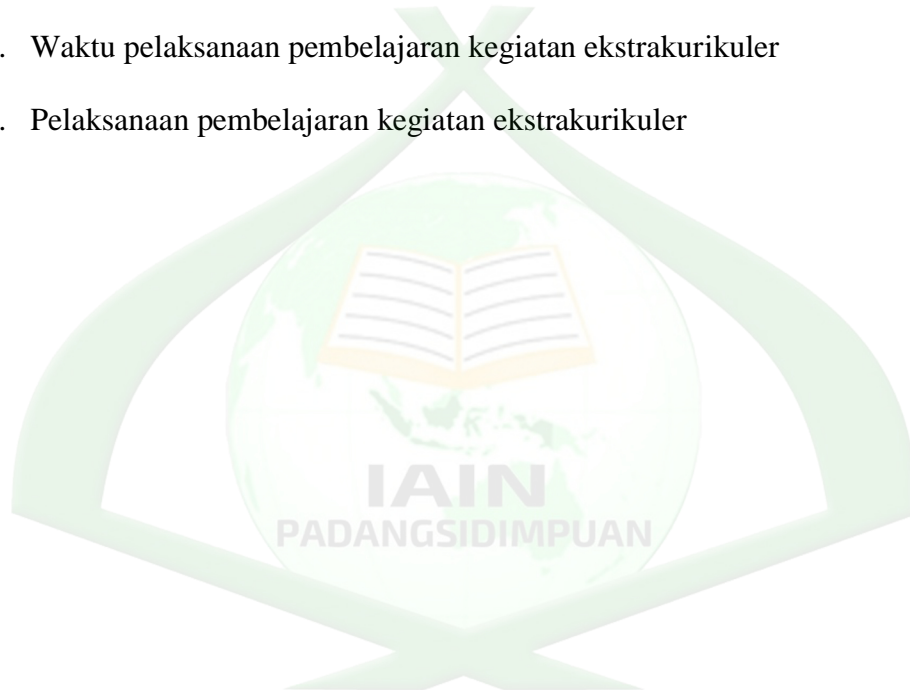 . Waktu pelaksanaan pembelajaran kegiatan ekstrakurikuler
. Pelaksanaan pembelajaran kegiatan ekstrakurikuler
IAIN
PADANGSIDIMPUAN